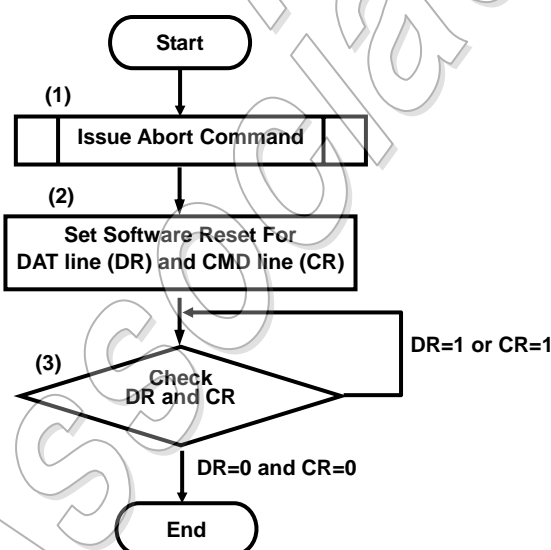 Start
(1)
Issue Abort Command
(2)
Set Software Reset For
DAT line (DR) and CMD line (CR)
DR=1 or CR=1
(3)
Check
DR and CR
DR=0 and CR=0
End